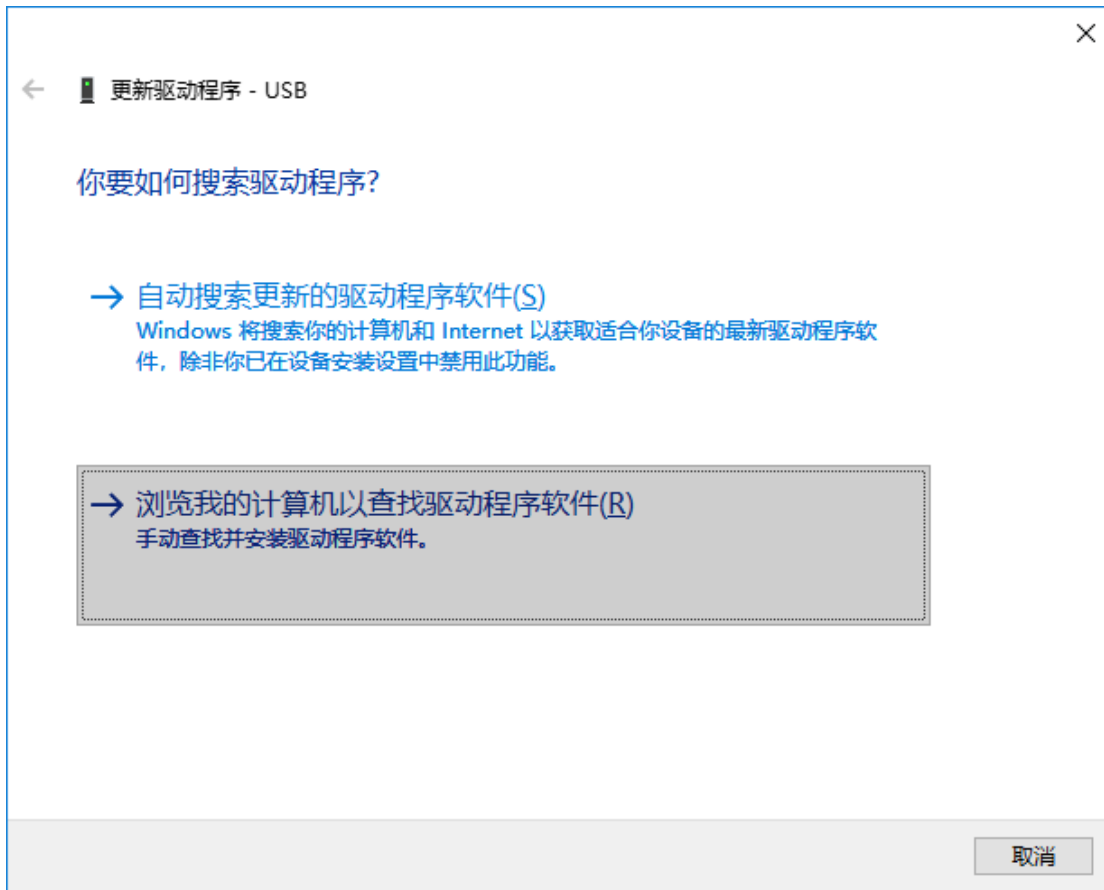 更新驱动程序 - USB
你要如何搜索驱动程序?
自动搜索更新的驱动程序软件(S)
Windows 将搜索你的计算机和 Internet 以获取适合你设备的最新驱动程序软
件，除非你已在设备安装设置中禁用此功能。
浏览我的计算机以查找驱动程序软件(R)
手动查找并安装驱动程序软件。
取消